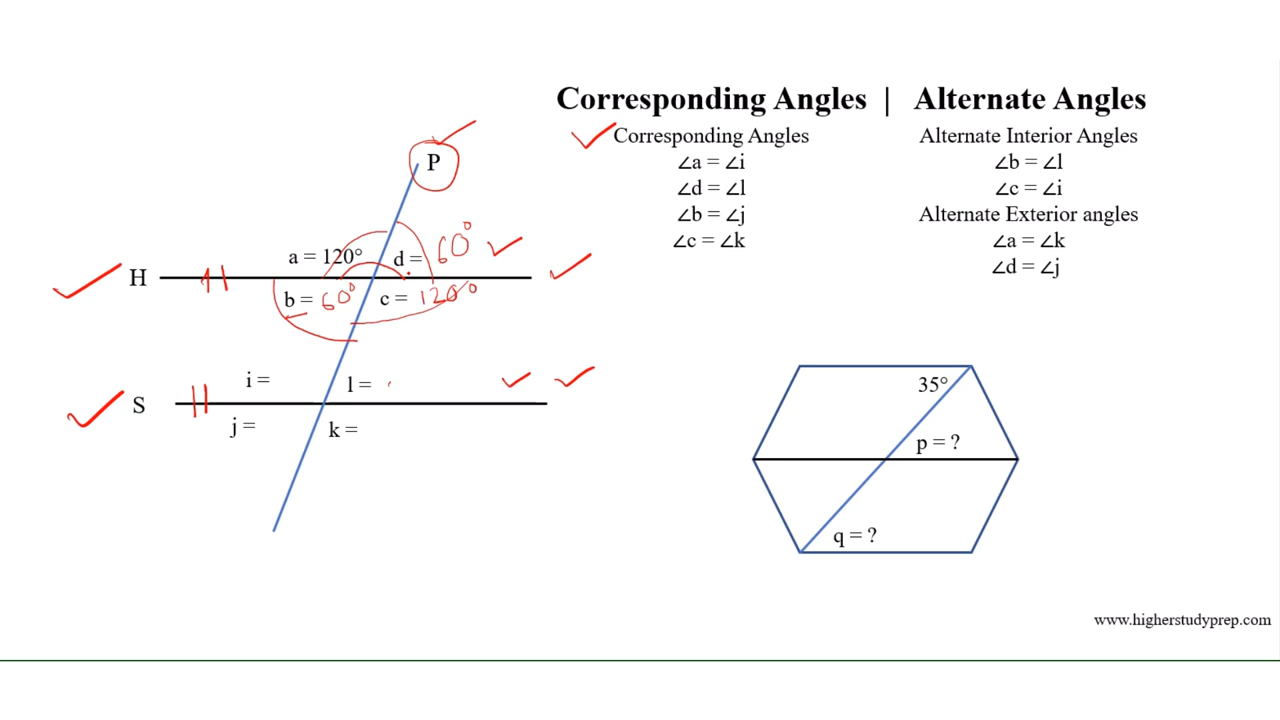 Corresponding Angles | Alternate Angles
Corresponding Angles
∠a = ∠i
∠d = ∠l
∠b = ∠j
∠c = ∠k
Alternate Interior Angles
∠b = ∠l
∠c = ∠i
Alternate Exterior angles
∠a = ∠k
∠d = ∠j
P
a = 120°
d = 60°
H
b = 60°
c = 120°
i =
l =
S
j =
k =
35°
p = ?
q = ?
www.higherstudyprep.com